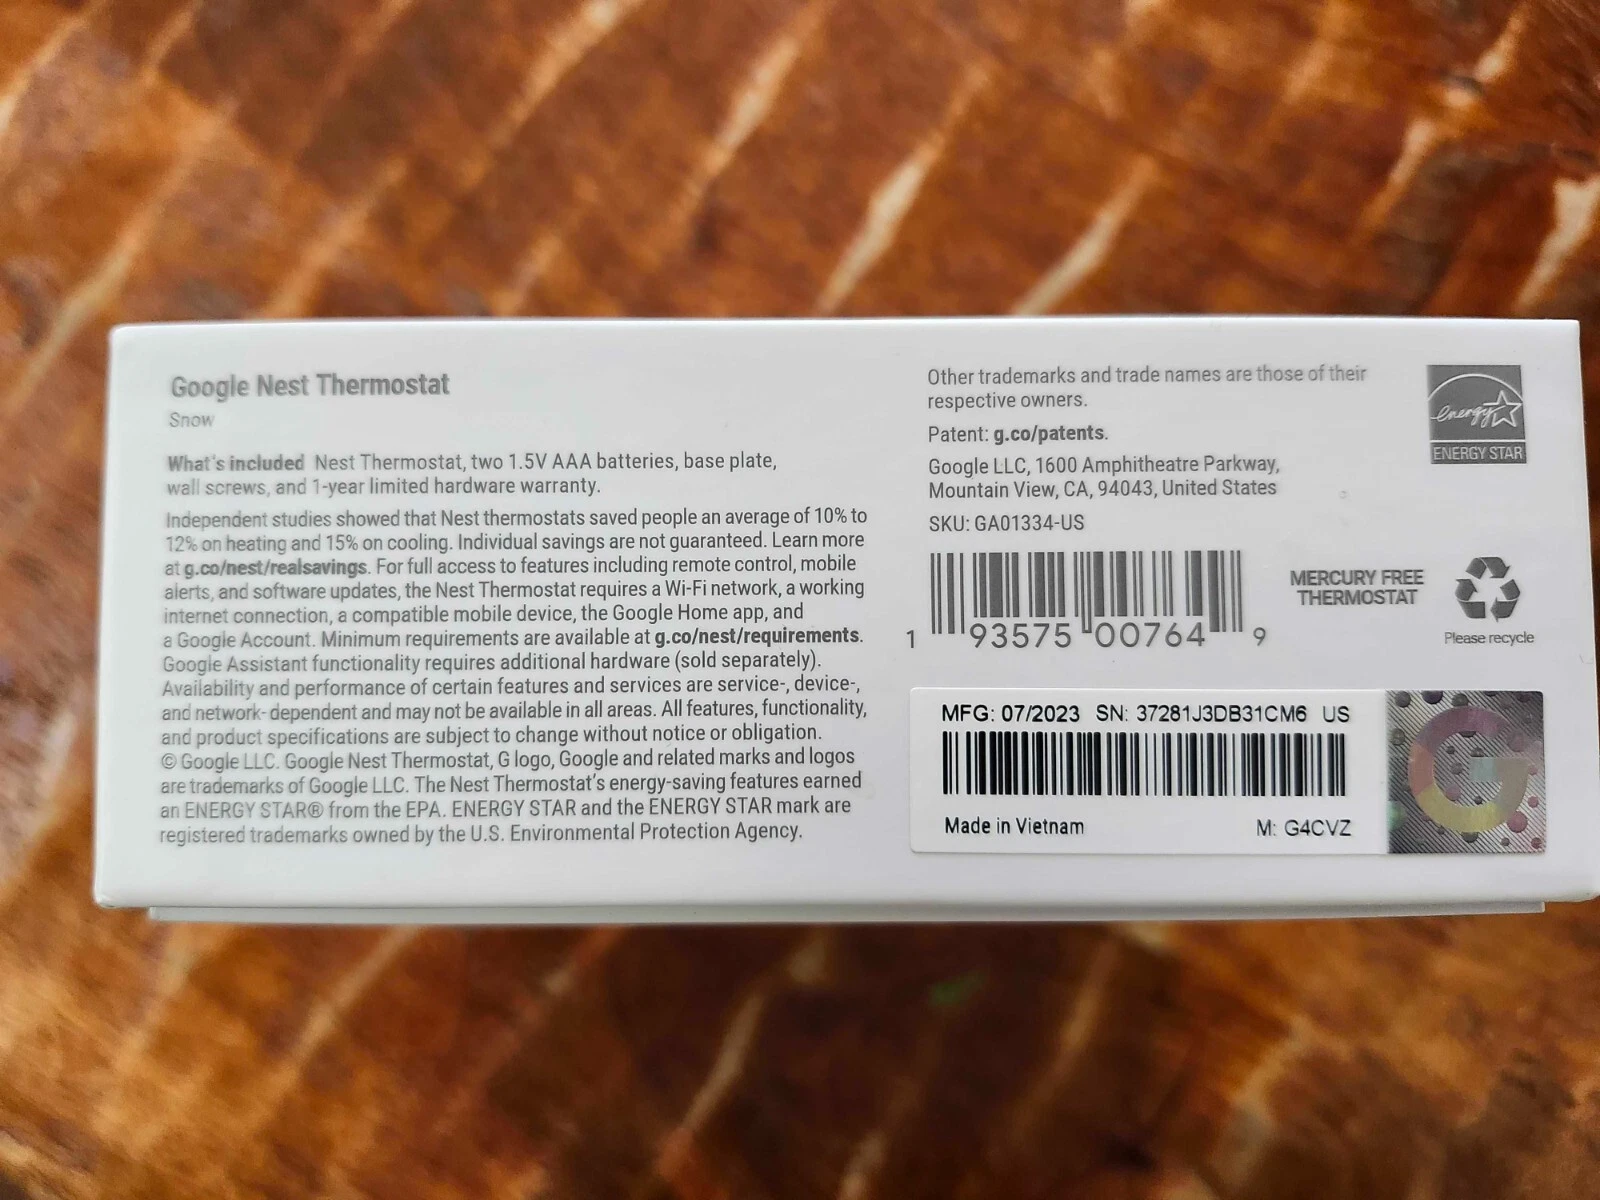 Google Nest Thermostat
Snow
What's included Nest Thermostat, two 1.5V AAA batteries, base plate,
wall screws, and 1-year limited hardware warranty.
Independent studies showed that Nest thermostats saved people an average of 10% to
12% on heating and 15% on cooling. Individual savings are not guaranteed. Learn more
at g.co/nest/realsavings. For full access to features including remote control, mobile
alerts, and software updates, the Nest Thermostat requires a Wi-Fi network, a working
internet connection, a compatible mobile device, the Google Home app, and
a Google Account. Minimum requirements are available at g.co/nest/requirements.
Google Assistant functionality requires additional hardware (sold separately).
Availability and performance of certain features and services are service-, device-,
and network-dependent and may not be available in all areas. All features, functionality,
and product specifications are subject to change without notice or obligation.
© Google LLC. Google Nest Thermostat, G logo, Google and related marks and logos
are trademarks of Google LLC. The Nest Thermostat's energy-saving features earned
an ENERGY STAR® from the EPA. ENERGY STAR and the ENERGY STAR mark are
registered trademarks owned by the U.S. Environmental Protection Agency.
Other trademarks and trade names are those of their
respective owners.
Patent: g.co/patents.
Google LLC, 1600 Amphitheatre Parkway,
Mountain View, CA, 94043, United States
SKU: GA01334-US
1 93575 00764 9
energy
ENERGY STAR
MERCURY FREE
THERMOSTAT
Please recycle
MFG: 07/2023 SN: 37281J3DB31CM6 US
Made in Vietnam M: G4CVZ
G